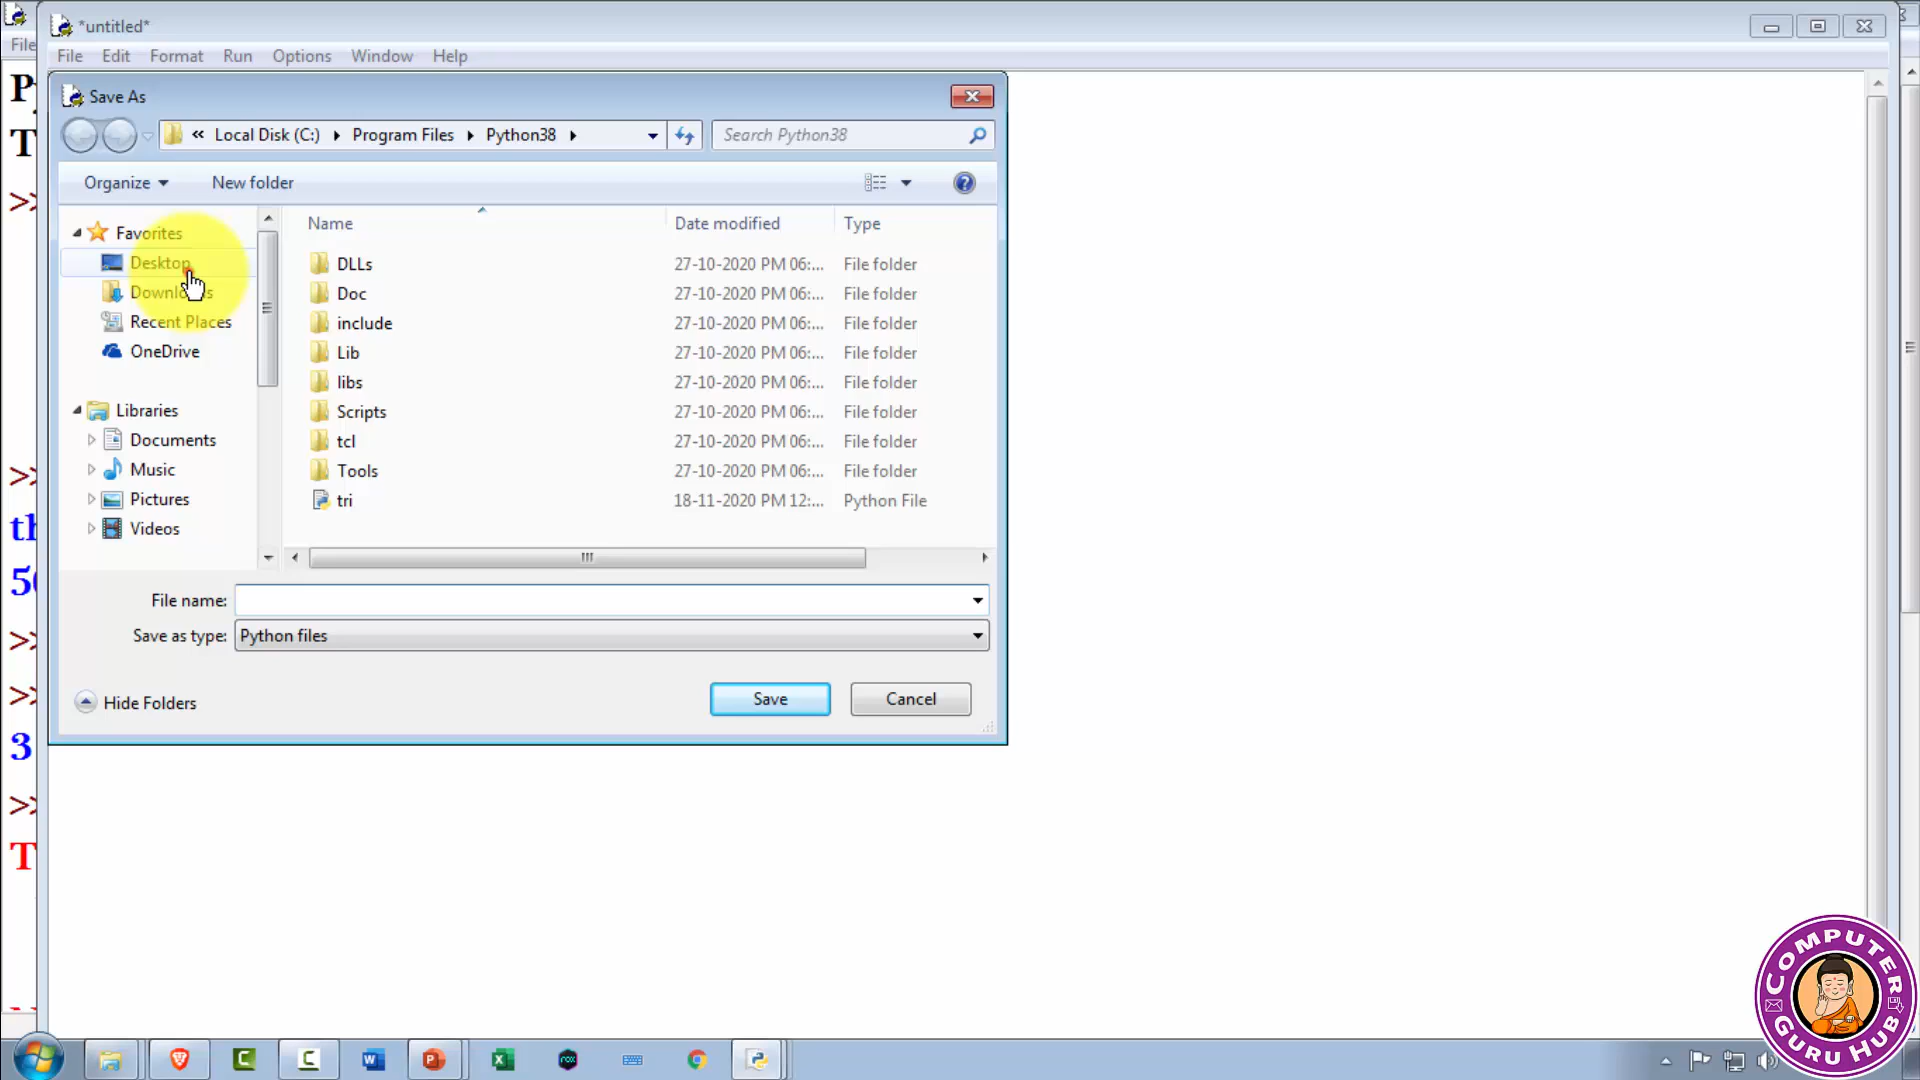 *untitled*
File
File Edit Format Run Options Window Help
Save As
« Local Disk (C:) Program Files Python38
Search Python38
Organize New folder
Favorites
Desktop
Downloads
Recent Places
OneDrive
Libraries
Documents
Music
Pictures
Videos
Name Date modified Type
DLLs 27-10-2020 PM 06:... File folder
Doc 27-10-2020 PM 06:... File folder
include 27-10-2020 PM 06:... File folder
Lib 27-10-2020 PM 06:... File folder
libs 27-10-2020 PM 06:... File folder
Scripts 27-10-2020 PM 06:... File folder
tcl 27-10-2020 PM 06:... File folder
Tools 27-10-2020 PM 06:... File folder
tri 18-11-2020 PM 12:... Python File
File name:
Save as type: Python files
Hide Folders
Save Cancel
T
>>
>>
>>
>>
3
>>
T
COMPUTER
GURU HUB